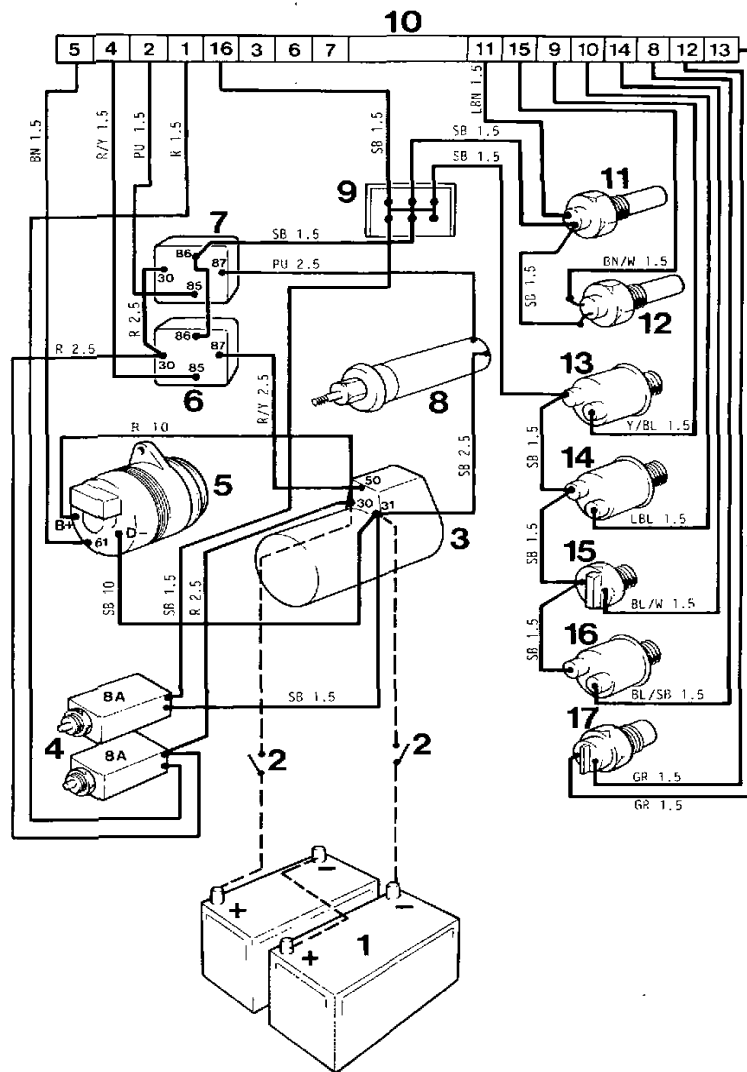 10
5 4 2 1 16 3 6 7 11 15 9 10 14 8 12 13
BN 1.5
R/Y 1.5
PU 1.5
R 1.5
SB 1.5
LBN 1.5
SB 1.5
SB 1.5
9
11
7
SB 1.5
86
30
87
85
PU 2.5
BN/W 1.5
SB 1.5
12
R 2.5
R 2.5
86
30
87
85
6
R/Y 2.5
8
13
Y/BL 1.5
SB 1.5
R 10
SB 2.5
5
B+
61
D-
50
30
31
3
14
LBL 1.5
SB 1.5
15
BL/W 1.5
SB 10
SB 1.5
R 2.5
SB 1.5
16
BL/SB 1.5
8A
SB 1.5
4
8A
17
GR 1.5
GR 1.5
2
2
-
+
-
+
1